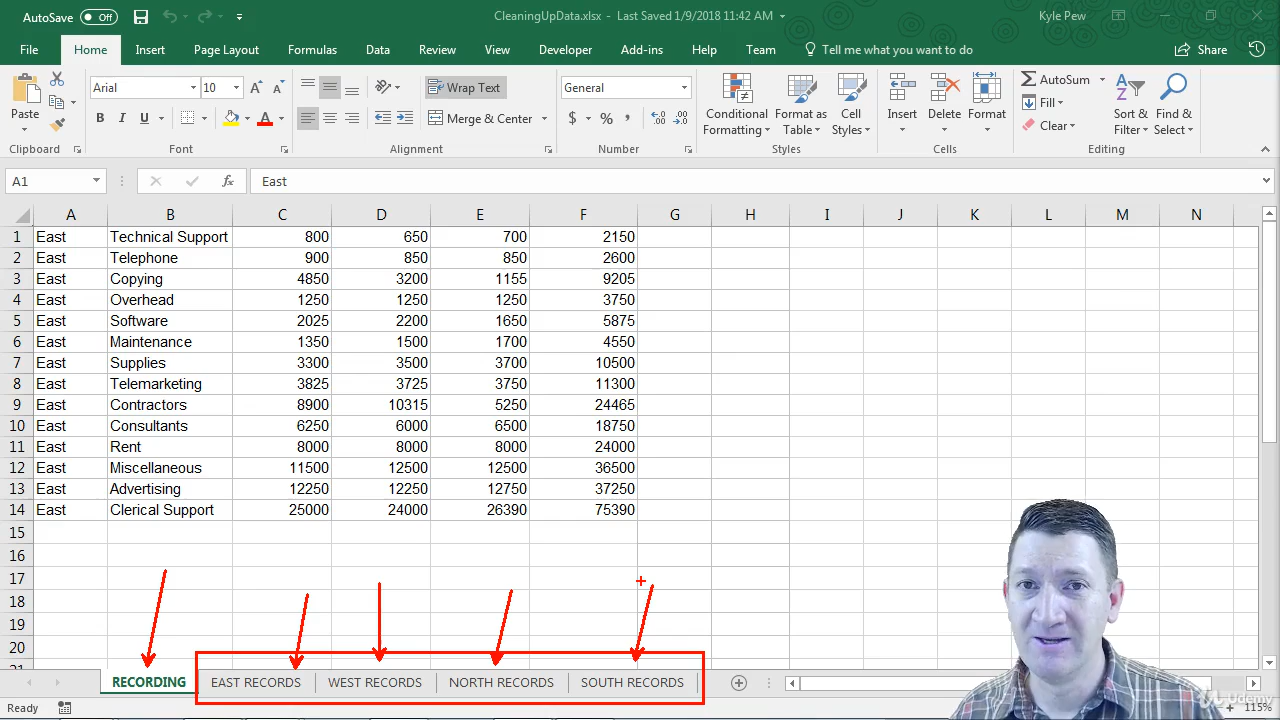 AutoSave Off CleaningUpData.xlsx - Last Saved 1/9/2018 11:42 AM Kyle Pew
File Home Insert Page Layout Formulas Data Review View Developer Add-ins Help Team Tell me what you want to do Share
Paste Arial 10 Wrap Text General Conditional Formatting Format as Table Cell Styles Insert Delete Format AutoSum Fill Clear Sort & Filter Find & Select
B I U A Merge & Center $ % ,
Clipboard Font Alignment Number Styles Cells Editing
A1 fx East
A B C D E F G H I J K L M N
1 East Technical Support 800 650 700 2150
2 East Telephone 900 850 850 2600
3 East Copying 4850 3200 1155 9205
4 East Overhead 1250 1250 1250 3750
5 East Software 2025 2200 1650 5875
6 East Maintenance 1350 1500 1700 4550
7 East Supplies 3300 3500 3700 10500
8 East Telemarketing 3825 3725 3750 11300
9 East Contractors 8900 10315 5250 24465
10 East Consultants 6250 6000 6500 18750
11 East Rent 8000 8000 8000 24000
12 East Miscellaneous 11500 12500 12500 36500
13 East Advertising 12250 12250 12750 37250
14 East Clerical Support 25000 24000 26390 75390
15
16
17
18
19
20
21
RECORDING EAST RECORDS WEST RECORDS NORTH RECORDS SOUTH RECORDS
Ready Udemy 115%